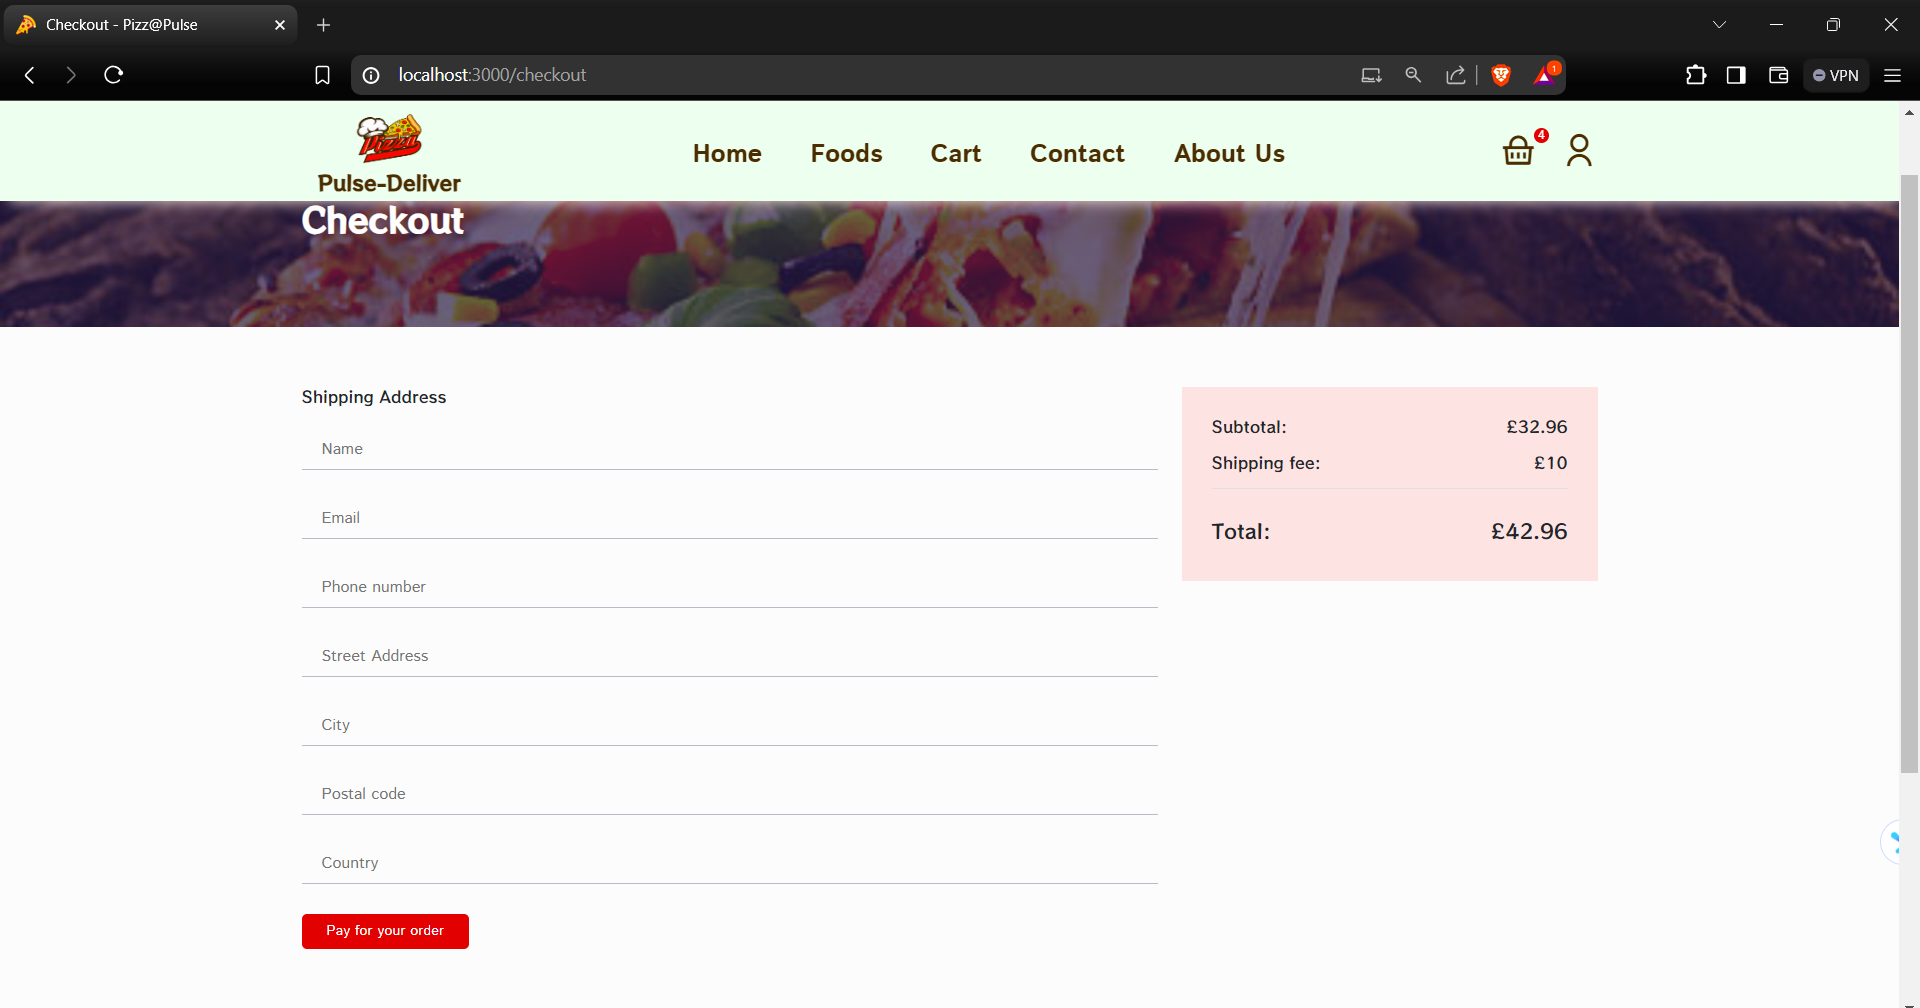 Checkout - Pizz@Pulse
localhost:3000/checkout
1
VPN
Pizza
Pulse-Deliver
Home
Foods
Cart
Contact
About Us
4
Checkout
Shipping Address
Name
Email
Phone number
Street Address
City
Postal code
Country
Pay for your order
Subtotal: £32.96
Shipping fee: £10
Total: £42.96